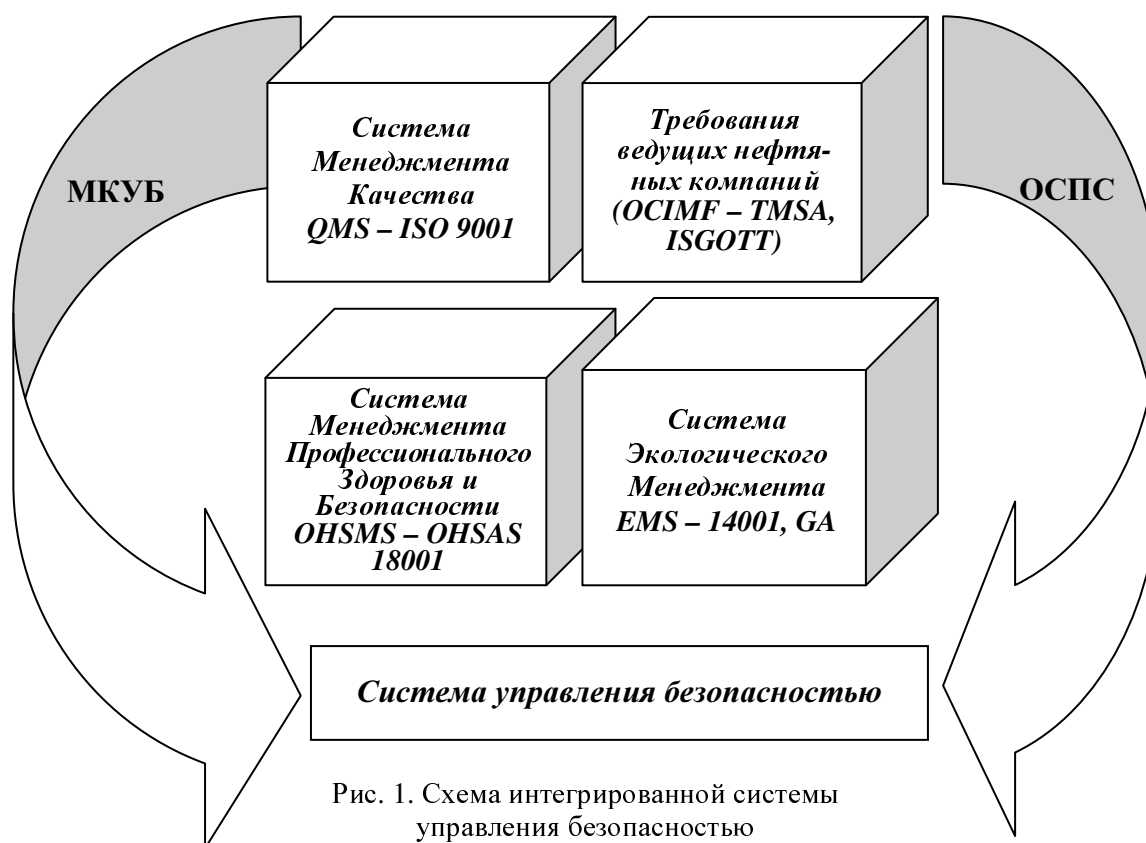 МКУБ
Система
Менеджмента
Качества
QMS – ISO 9001
Требования
ведущих нефтя-
ных компаний
(OCIMF – TMSA,
ISGOTT)
ОСПС
Система
Менеджмента
Профессионального
Здоровья и
Безопасности
OHSMS – OHSAS
18001
Система
Экологического
Менеджмента
EMS – 14001, GA
Система управления безопасностью
Рис. 1. Схема интегрированной системы
управления безопасностью